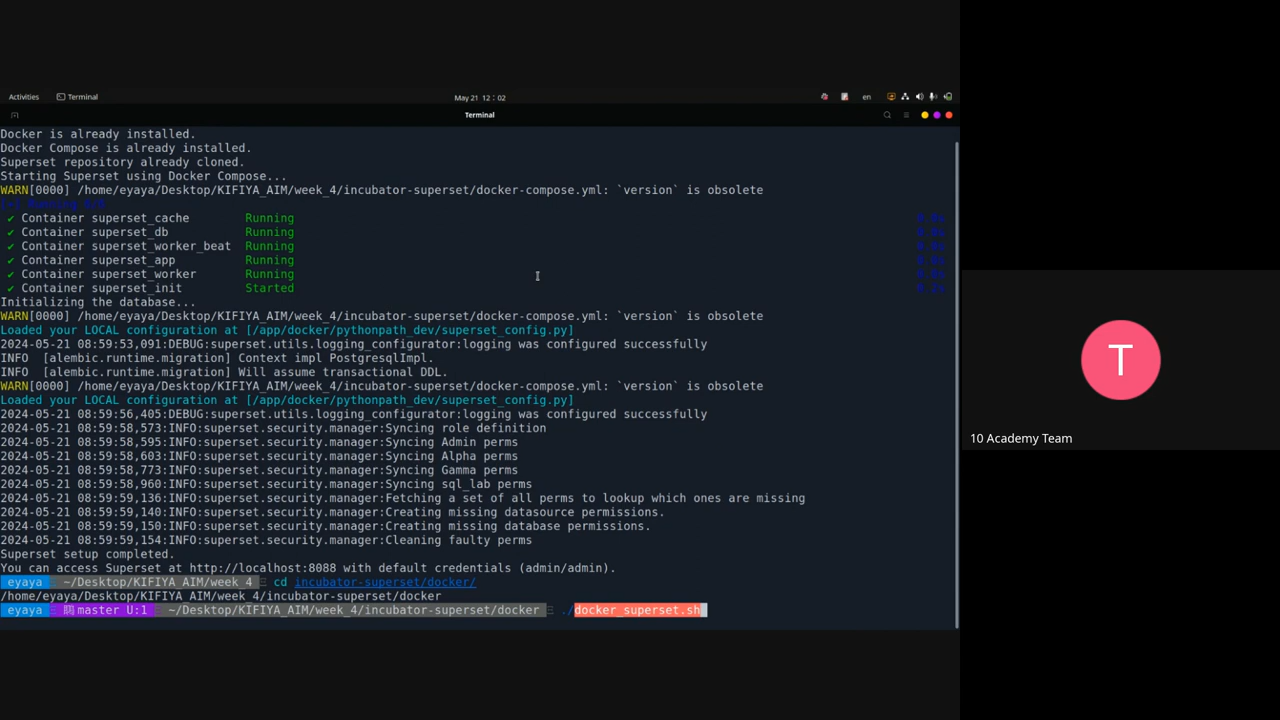 Activities
Terminal
May 21 12:02
en
Terminal
Docker is already installed.
Docker Compose is already installed.
Superset repository already cloned.
Starting Superset using Docker Compose...
WARN[0000] /home/eyaya/Desktop/KIFIYA_AIM/week_4/incubator-superset/docker-compose.yml: `version` is obsolete
✔ Container superset_cache Running
✔ Container superset_db Running
✔ Container superset_worker_beat Running
✔ Container superset_app Running
✔ Container superset_worker Running
✔ Container superset_init Started
Initializing the database...
WARN[0000] /home/eyaya/Desktop/KIFIYA_AIM/week_4/incubator-superset/docker-compose.yml: `version` is obsolete
Loaded your LOCAL configuration at [/app/docker/pythonpath_dev/superset_config.py]
2024-05-21 08:59:53,091:DEBUG:superset.utils.logging_configurator:logging was configured successfully
INFO [alembic.runtime.migration] Context impl PostgresqlImpl.
INFO [alembic.runtime.migration] Will assume transactional DDL.
WARN[0000] /home/eyaya/Desktop/KIFIYA_AIM/week_4/incubator-superset/docker-compose.yml: `version` is obsolete
Loaded your LOCAL configuration at [/app/docker/pythonpath_dev/superset_config.py]
2024-05-21 08:59:56,405:DEBUG:superset.utils.logging_configurator:logging was configured successfully
2024-05-21 08:59:58,573:INFO:superset.security.manager:Syncing role definition
2024-05-21 08:59:58,595:INFO:superset.security.manager:Syncing Admin perms
2024-05-21 08:59:58,603:INFO:superset.security.manager:Syncing Alpha perms
2024-05-21 08:59:58,773:INFO:superset.security.manager:Syncing Gamma perms
2024-05-21 08:59:58,960:INFO:superset.security.manager:Syncing sql_lab perms
2024-05-21 08:59:59,136:INFO:superset.security.manager:Fetching a set of all perms to lookup which ones are missing
2024-05-21 08:59:59,140:INFO:superset.security.manager:Creating missing datasource permissions.
2024-05-21 08:59:59,150:INFO:superset.security.manager:Creating missing database permissions.
2024-05-21 08:59:59,154:INFO:superset.security.manager:Cleaning faulty perms
Superset setup completed.
You can access Superset at http://localhost:8088 with default credentials (admin/admin).
eyaya ~/Desktop/KIFIYA_AIM/week_4 cd incubator-superset/docker/
/home/eyaya/Desktop/KIFIYA_AIM/week_4/incubator-superset/docker
eyaya master U:1 ~/Desktop/KIFIYA_AIM/week_4/incubator-superset/docker ./docker_superset.sh
T
10 Academy Team